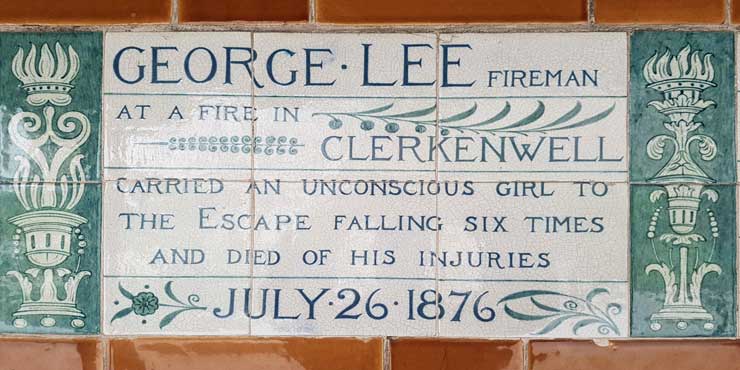 GEORGE · LEE FIREMAN
AT A FIRE IN
CLERKENWELL
CARRIED AN UNCONSCIOUS GIRL TO
THE ESCAPE FALLING SIX TIMES
AND DIED OF HIS INJURIES
JULY · 26 · 1876